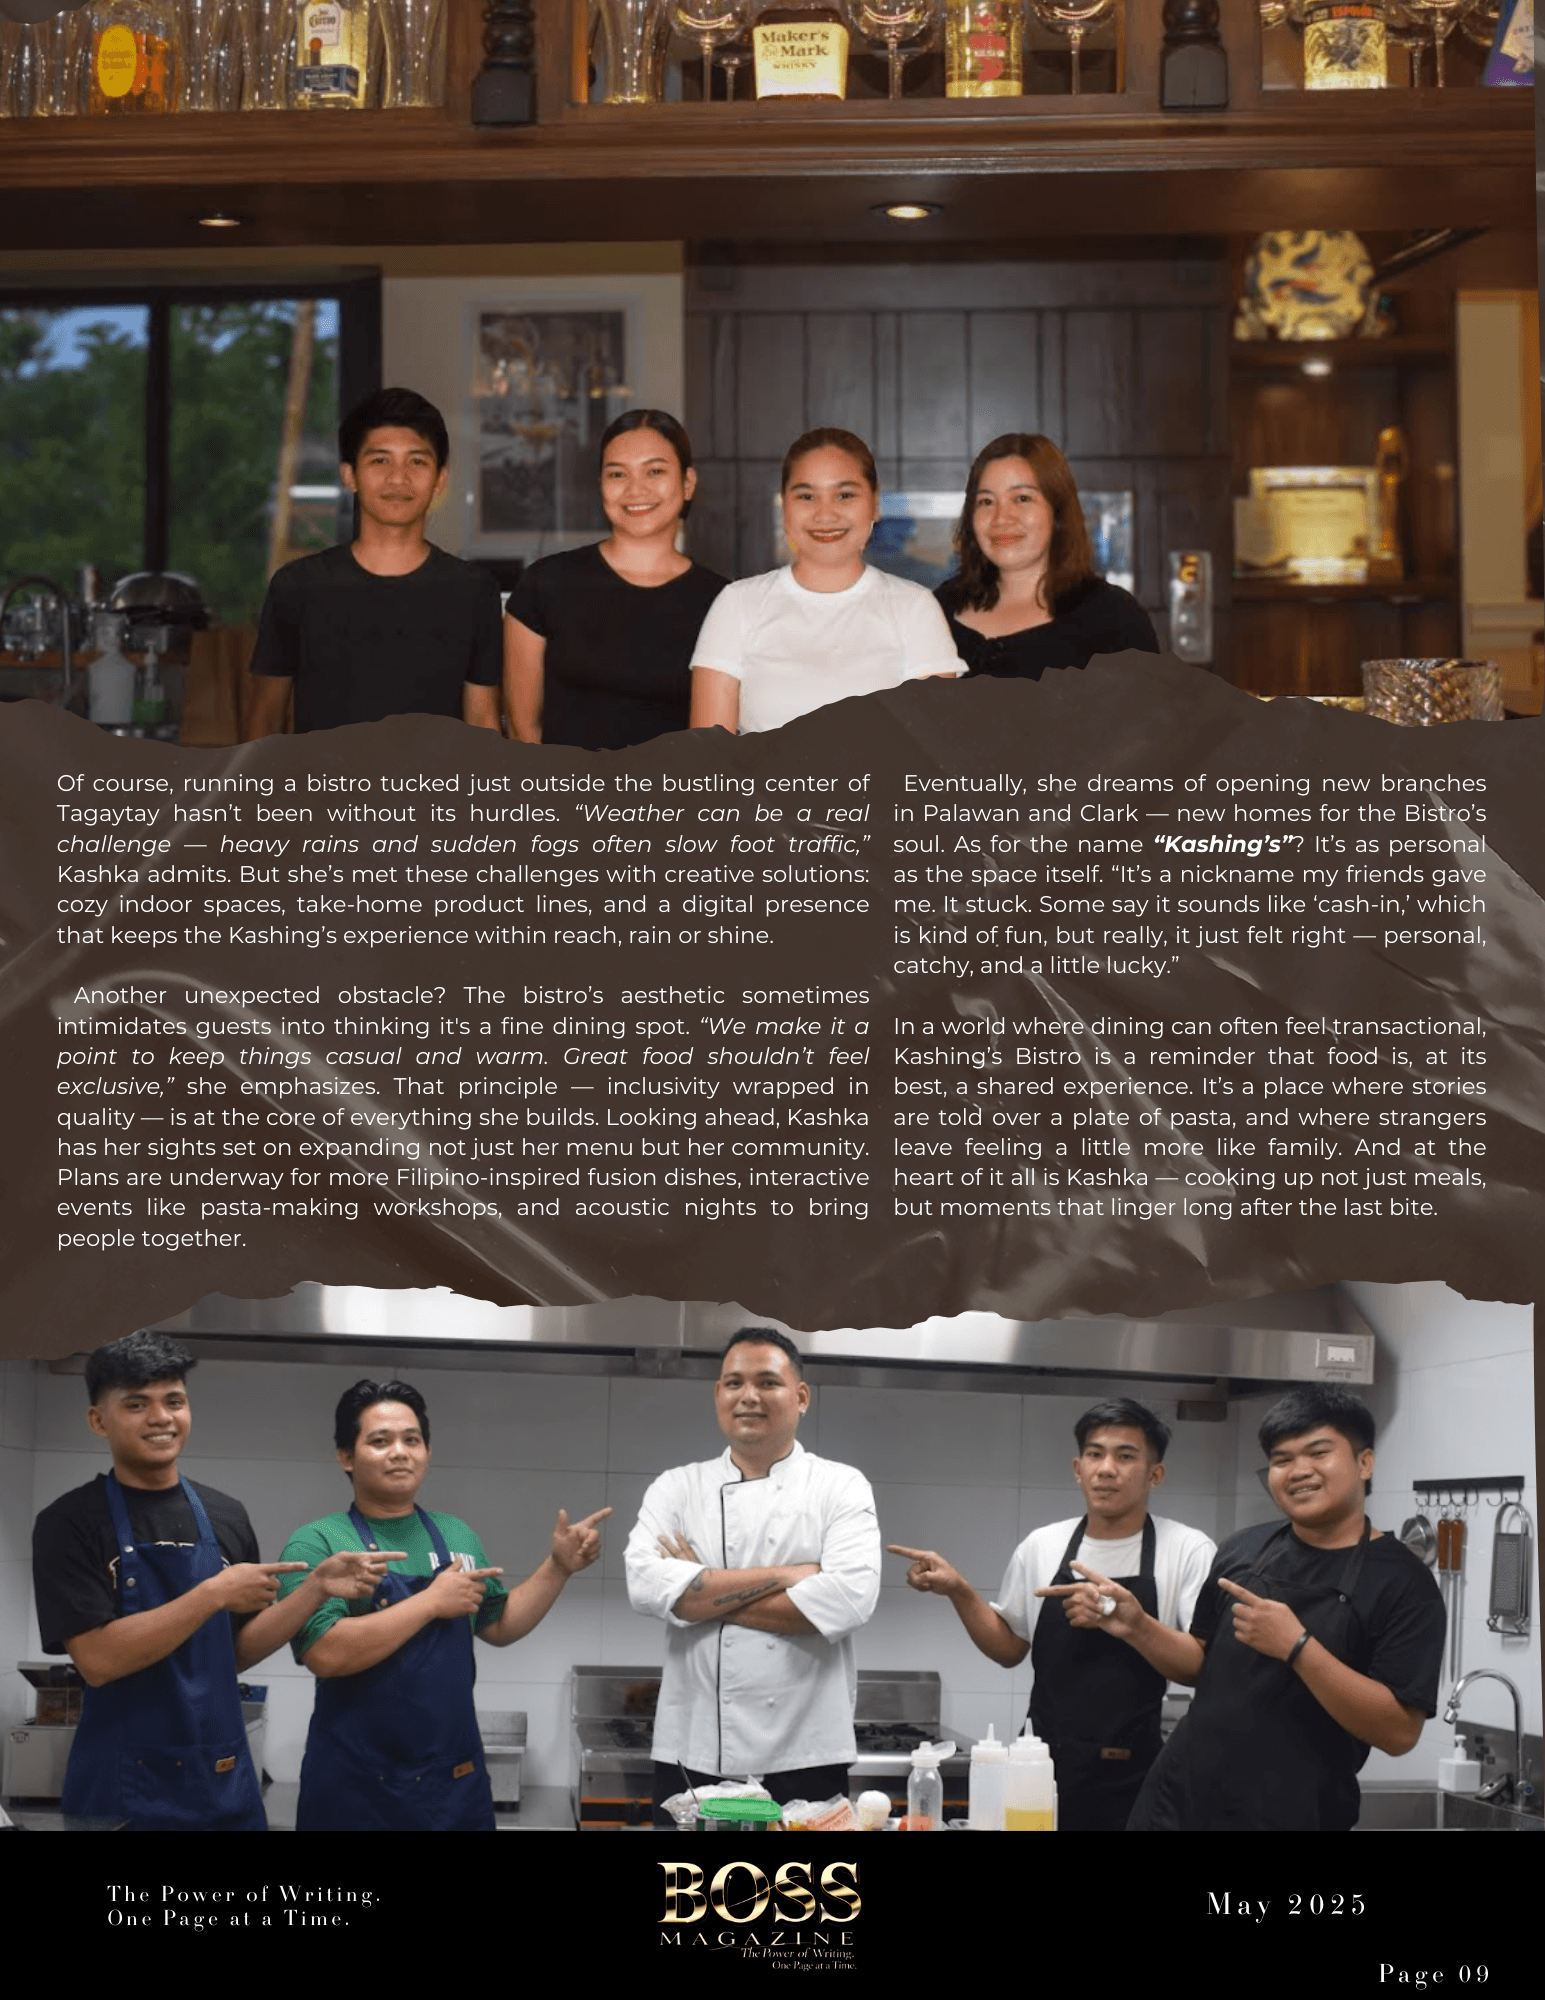 Maker's
Mark
WHISKY
Of course, running a bistro tucked just outside the bustling center of
Tagaytay hasn’t been without its hurdles. “Weather can be a real
challenge — heavy rains and sudden fogs often slow foot traffic,”
Kashka admits. But she’s met these challenges with creative solutions:
cozy indoor spaces, take-home product lines, and a digital presence
that keeps the Kashing’s experience within reach, rain or shine.
Another unexpected obstacle? The bistro’s aesthetic sometimes
intimidates guests into thinking it's a fine dining spot. “We make it a
point to keep things casual and warm. Great food shouldn’t feel
exclusive,” she emphasizes. That principle — inclusivity wrapped in
quality — is at the core of everything she builds. Looking ahead, Kashka
has her sights set on expanding not just her menu but her community.
Plans are underway for more Filipino-inspired fusion dishes, interactive
events like pasta-making workshops, and acoustic nights to bring
people together.
Eventually, she dreams of opening new branches
in Palawan and Clark — new homes for the Bistro’s
soul. As for the name “Kashing’s”? It’s as personal
as the space itself. “It’s a nickname my friends gave
me. It stuck. Some say it sounds like ‘cash-in,’ which
is kind of fun, but really, it just felt right — personal,
catchy, and a little lucky.”
In a world where dining can often feel transactional,
Kashing’s Bistro is a reminder that food is, at its
best, a shared experience. It’s a place where stories
are told over a plate of pasta, and where strangers
leave feeling a little more like family. And at the
heart of it all is Kashka — cooking up not just meals,
but moments that linger long after the last bite.
The Power of Writing.
One Page at a Time.
BOSS
MAGAZINE
The Power of Writing.
One Page at a Time.
May 2025
Page 09